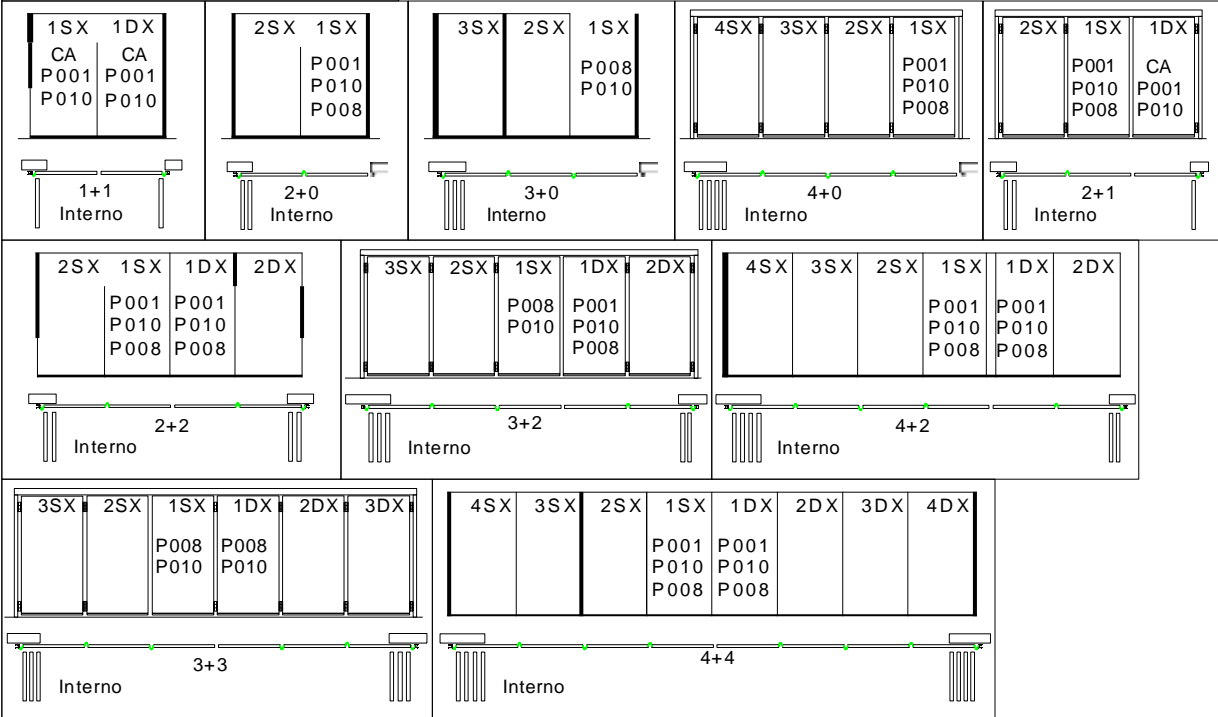 1SX 1DX
CA CA
P001 P001
P010 P010
1+1
Interno
2SX 1SX
P001
P010
P008
2+0
Interno
3SX 2SX 1SX
P008
P010
3+0
Interno
4SX 3SX 2SX 1SX
P001
P010
P008
4+0
Interno
2SX 1SX 1DX
P001 CA
P010 P001
P008 P010
2+1
Interno
2SX 1SX 1DX 2DX
P001 P001
P010 P010
P008 P008
2+2
Interno
3SX 2SX 1SX 1DX 2DX
P008 P001
P010 P010
P008
3+2
Interno
4SX 3SX 2SX 1SX 1DX 2DX
P001 P001
P010 P010
P008 P008
4+2
Interno
3SX 2SX 1SX 1DX 2DX 3DX
P008 P008
P010 P010
3+3
Interno
4SX 3SX 2SX 1SX 1DX 2DX 3DX 4DX
P001 P001
P010 P010
P008 P008
4+4
Interno